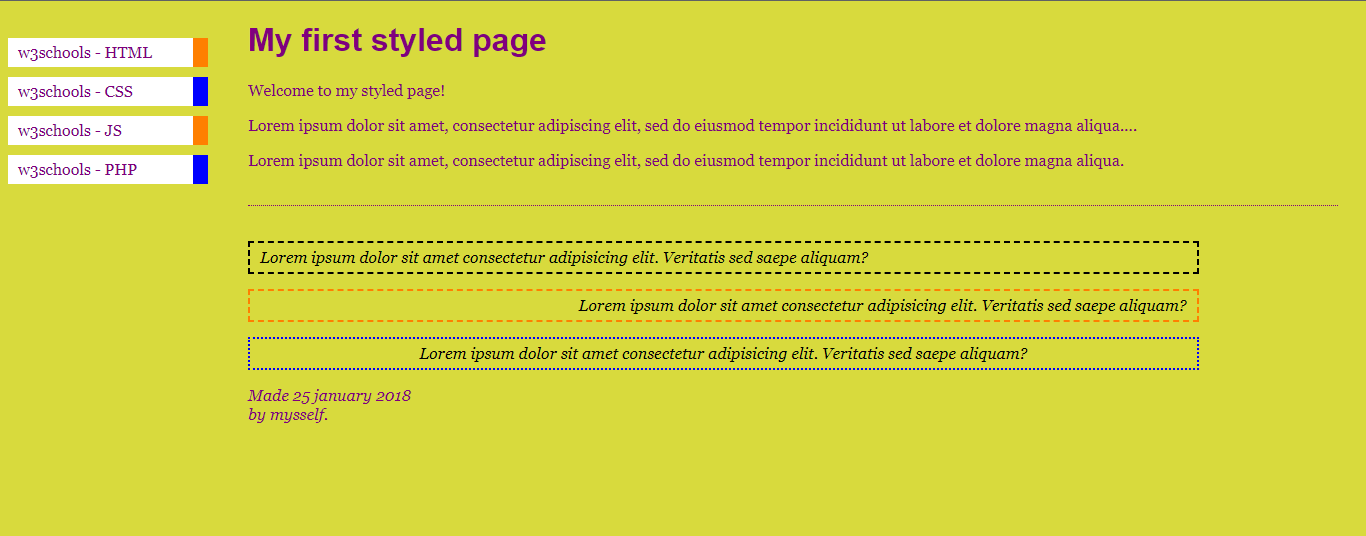 w3schools - HTML
w3schools - CSS
w3schools - JS
w3schools - PHP
My first styled page
Welcome to my styled page!
Lorem ipsum dolor sit amet, consectetur adipiscing elit, sed do eiusmod tempor incididunt ut labore et dolore magna aliqua....
Lorem ipsum dolor sit amet, consectetur adipiscing elit, sed do eiusmod tempor incididunt ut labore et dolore magna aliqua.
Lorem ipsum dolor sit amet consectetur adipisicing elit. Veritatis sed saepe aliquam?
Lorem ipsum dolor sit amet consectetur adipisicing elit. Veritatis sed saepe aliquam?
Lorem ipsum dolor sit amet consectetur adipisicing elit. Veritatis sed saepe aliquam?
Made 25 january 2018
by mysself.